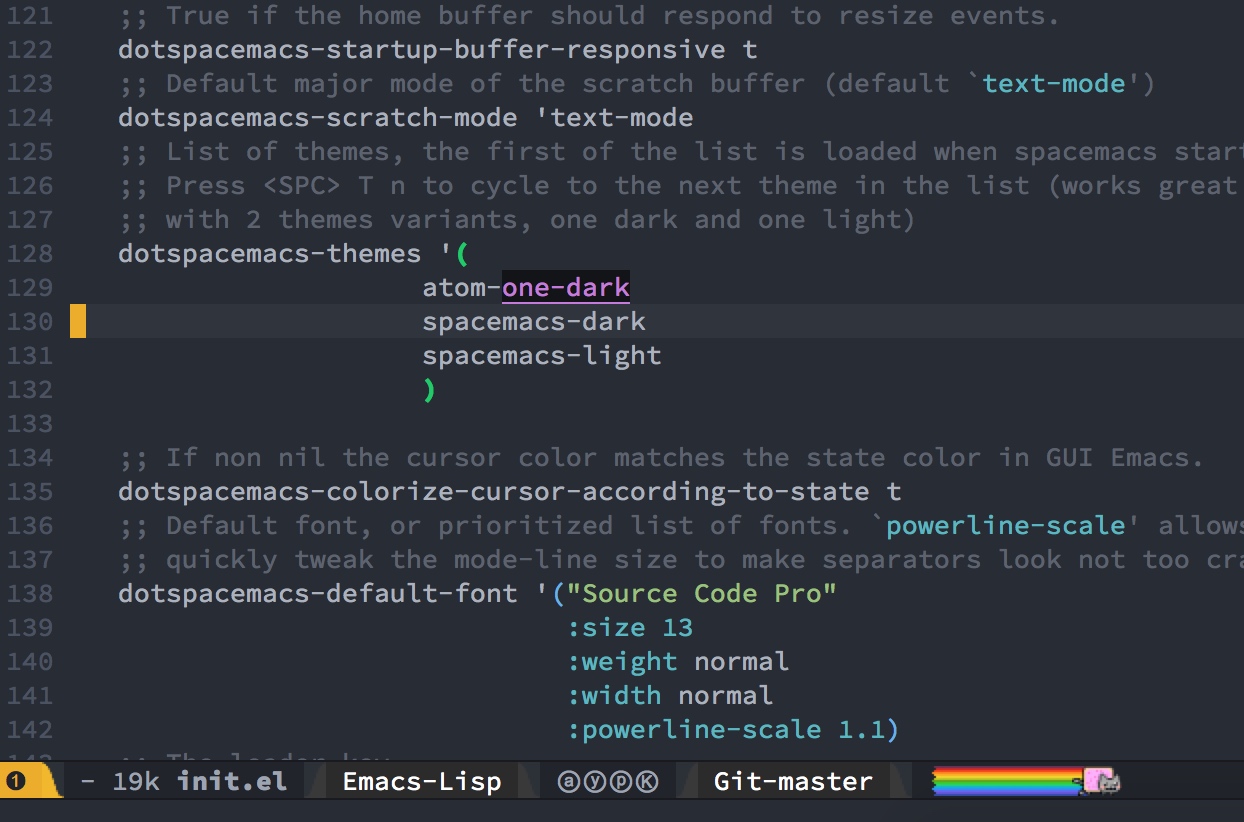 121 ;; True if the home buffer should respond to resize events.
122 dotspacemacs-startup-buffer-responsive t
123 ;; Default major mode of the scratch buffer (default `text-mode')
124 dotspacemacs-scratch-mode 'text-mode
125 ;; List of themes, the first of the list is loaded when spacemacs start
126 ;; Press <SPC> T n to cycle to the next theme in the list (works great
127 ;; with 2 themes variants, one dark and one light)
128 dotspacemacs-themes '(
129 atom-one-dark
130 spacemacs-dark
131 spacemacs-light
132 )
133
134 ;; If non nil the cursor color matches the state color in GUI Emacs.
135 dotspacemacs-colorize-cursor-according-to-state t
136 ;; Default font, or prioritized list of fonts. `powerline-scale' allows
137 ;; quickly tweak the mode-line size to make separators look not too cra
138 dotspacemacs-default-font '("Source Code Pro"
139 :size 13
140 :weight normal
141 :width normal
142 :powerline-scale 1.1)
143 ;; The leader key
❶ - 19k init.el Emacs-Lisp ⓐⓨⓟⓀ Git-master